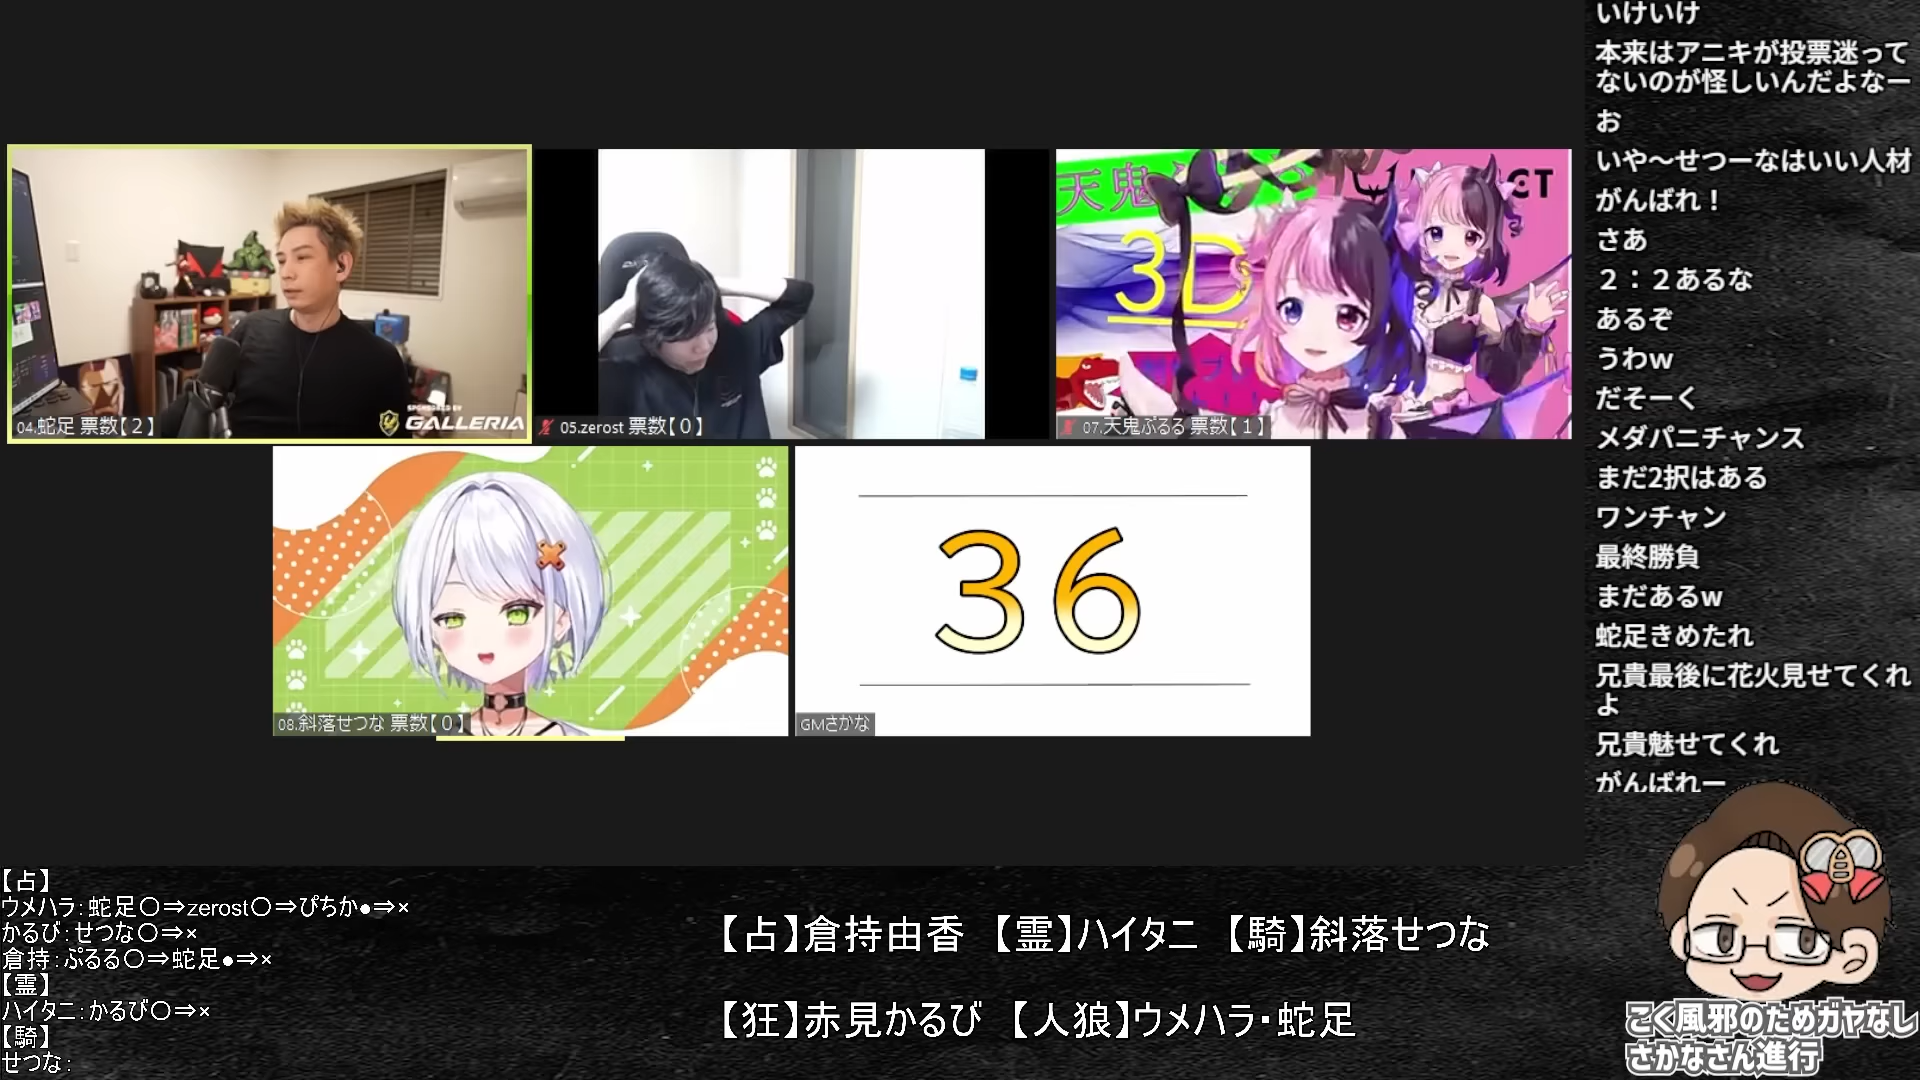 いけいけ
本来はアニキが投票迷って
ないのが怪しいんだよなー
お
いや～せつーなはいい人材
がんばれ！
さあ
２：２あるな
あるぞ
うわw
だそーく
メダパニチャンス
まだ2択はある
ワンチャン
最終勝負
まだあるw
蛇足きめたれ
兄貴最後に花火見せてくれ
よ
兄貴魅せてくれ
がんばれー
天鬼ぷ
3D
SPONSORED BY
GALLERIA
04.蛇足 票数【２】
05.zerost 票数【０】
07.天鬼ぷるる 票数【１】
36
08.斜落せつな 票数【０】
GMさかな
【占】
ウメハラ:蛇足〇⇒zerost〇⇒ぴちか●⇒×
かるび:せつな〇⇒×
倉持:ぷるる〇⇒蛇足●⇒×
【霊】
ハイタニ:かるび〇⇒×
【騎】
せつな:
【占】倉持由香 【霊】ハイタニ 【騎】斜落せつな
【狂】赤見かるび 【人狼】ウメハラ・蛇足
こく風邪のためガヤなし
さかなさん進行